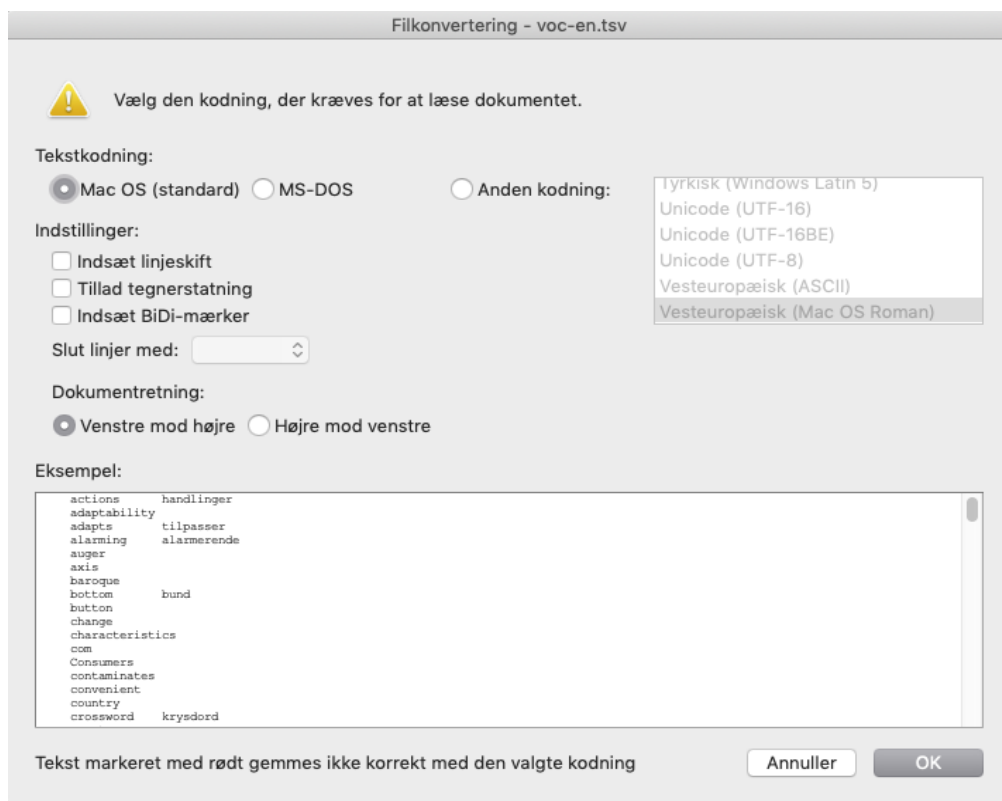 Filkonvertering - voc-en.tsv
Vælg den kodning, der kræves for at læse dokumentet.
Tekstkodning:
Mac OS (standard) MS-DOS Anden kodning:
Tyrkisk (Windows Latin 5)
Unicode (UTF-16)
Unicode (UTF-16BE)
Unicode (UTF-8)
Vesteuropæisk (ASCII)
Vesteuropæisk (Mac OS Roman)
Indstillinger:
Indsæt linjeskift
Tillad tegnerstatning
Indsæt BiDi-mærker
Slut linjer med:
Dokumentretning:
Venstre mod højre Højre mod venstre
Eksempel:
actions handlinger
adaptability
adapts tilpasser
alarming alarmerende
auger
axis
baroque
bottom bund
button
change
characteristics
com
Consumers
contaminates
convenient
country
crossword krysdord
Tekst markeret med rødt gemmes ikke korrekt med den valgte kodning
Annuller OK